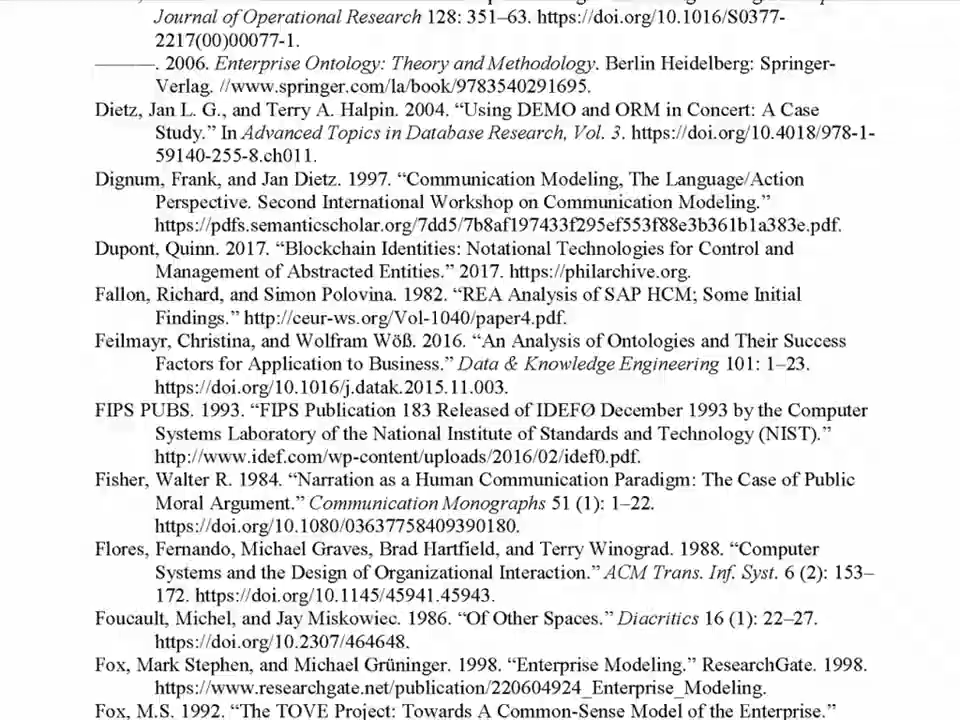 Journal of Operational Research 128: 351–63. https://doi.org/10.1016/S0377-
2217(00)00077-1.
———. 2006. Enterprise Ontology: Theory and Methodology. Berlin Heidelberg: Springer-
Verlag. //www.springer.com/la/book/9783540291695.
Dietz, Jan L. G., and Terry A. Halpin. 2004. “Using DEMO and ORM in Concert: A Case
Study.” In Advanced Topics in Database Research, Vol. 3. https://doi.org/10.4018/978-1-
59140-255-8.ch011.
Dignum, Frank, and Jan Dietz. 1997. “Communication Modeling, The Language/Action
Perspective. Second International Workshop on Communication Modeling.”
https://pdfs.semanticscholar.org/7dd5/7b8af197433f295ef553f88e3b361b1a383e.pdf.
Dupont, Quinn. 2017. “Blockchain Identities: Notational Technologies for Control and
Management of Abstracted Entities.” 2017. https://philarchive.org.
Fallon, Richard, and Simon Polovina. 1982. “REA Analysis of SAP HCM; Some Initial
Findings.” http://ceur-ws.org/Vol-1040/paper4.pdf.
Feilmayr, Christina, and Wolfram Wöß. 2016. “An Analysis of Ontologies and Their Success
Factors for Application to Business.” Data & Knowledge Engineering 101: 1–23.
https://doi.org/10.1016/j.datak.2015.11.003.
FIPS PUBS. 1993. “FIPS Publication 183 Released of IDEFØ December 1993 by the Computer
Systems Laboratory of the National Institute of Standards and Technology (NIST).”
http://www.idef.com/wp-content/uploads/2016/02/idef0.pdf.
Fisher, Walter R. 1984. “Narration as a Human Communication Paradigm: The Case of Public
Moral Argument.” Communication Monographs 51 (1): 1–22.
https://doi.org/10.1080/03637758409390180.
Flores, Fernando, Michael Graves, Brad Hartfield, and Terry Winograd. 1988. “Computer
Systems and the Design of Organizational Interaction.” ACM Trans. Inf. Syst. 6 (2): 153–
172. https://doi.org/10.1145/45941.45943.
Foucault, Michel, and Jay Miskowiec. 1986. “Of Other Spaces.” Diacritics 16 (1): 22–27.
https://doi.org/10.2307/464648.
Fox, Mark Stephen, and Michael Grüninger. 1998. “Enterprise Modeling.” ResearchGate. 1998.
https://www.researchgate.net/publication/220604924_Enterprise_Modeling.
Fox, M.S. 1992. “The TOVE Project: Towards A Common-Sense Model of the Enterprise.”